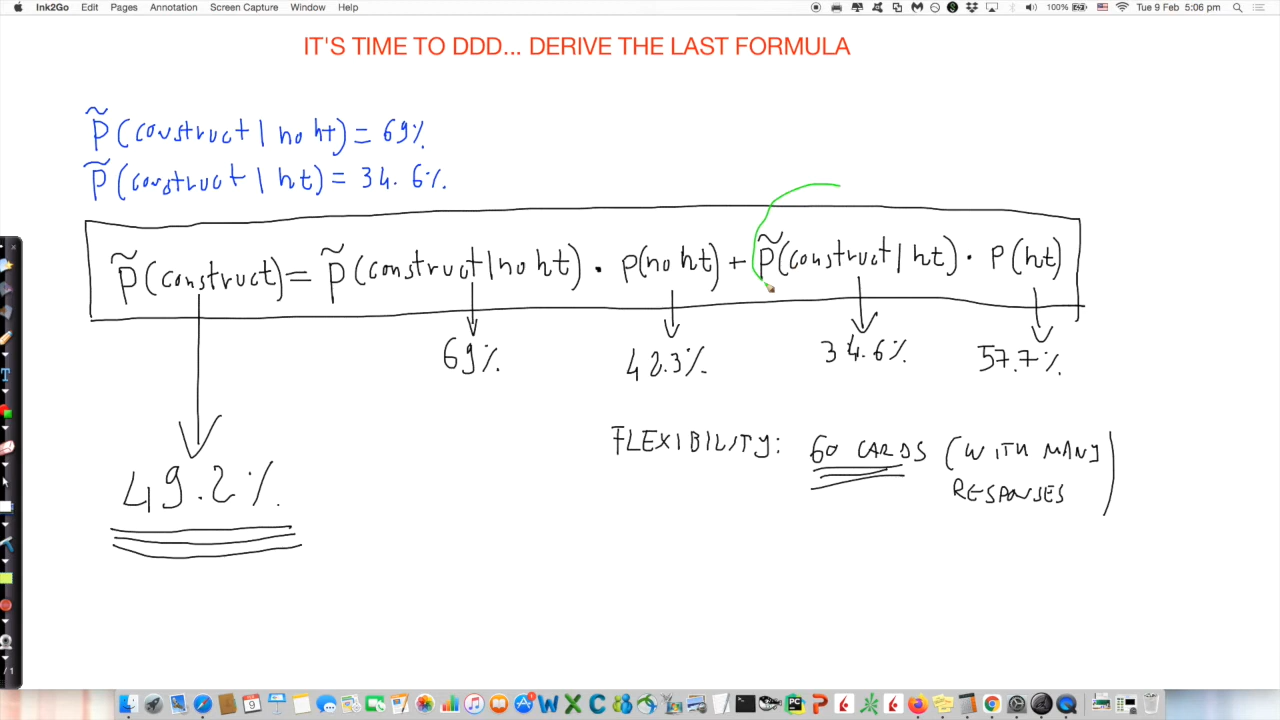 Ink2Go Edit Pages Annotation Screen Capture Window Help 100% Tue 9 Feb 5:06 pm
IT'S TIME TO DDD... DERIVE THE LAST FORMULA
P̃(construct | no ht) = 69%
P̃(construct | ht) = 34.6%
P̃(construct) = P̃(construct | no ht) · p(no ht) + P̃(construct | ht) · P(ht)
69% 42.3% 34.6% 57.7%
FLEXIBILITY: 60 CARDS (WITH MANY
RESPONSES)
49.2%